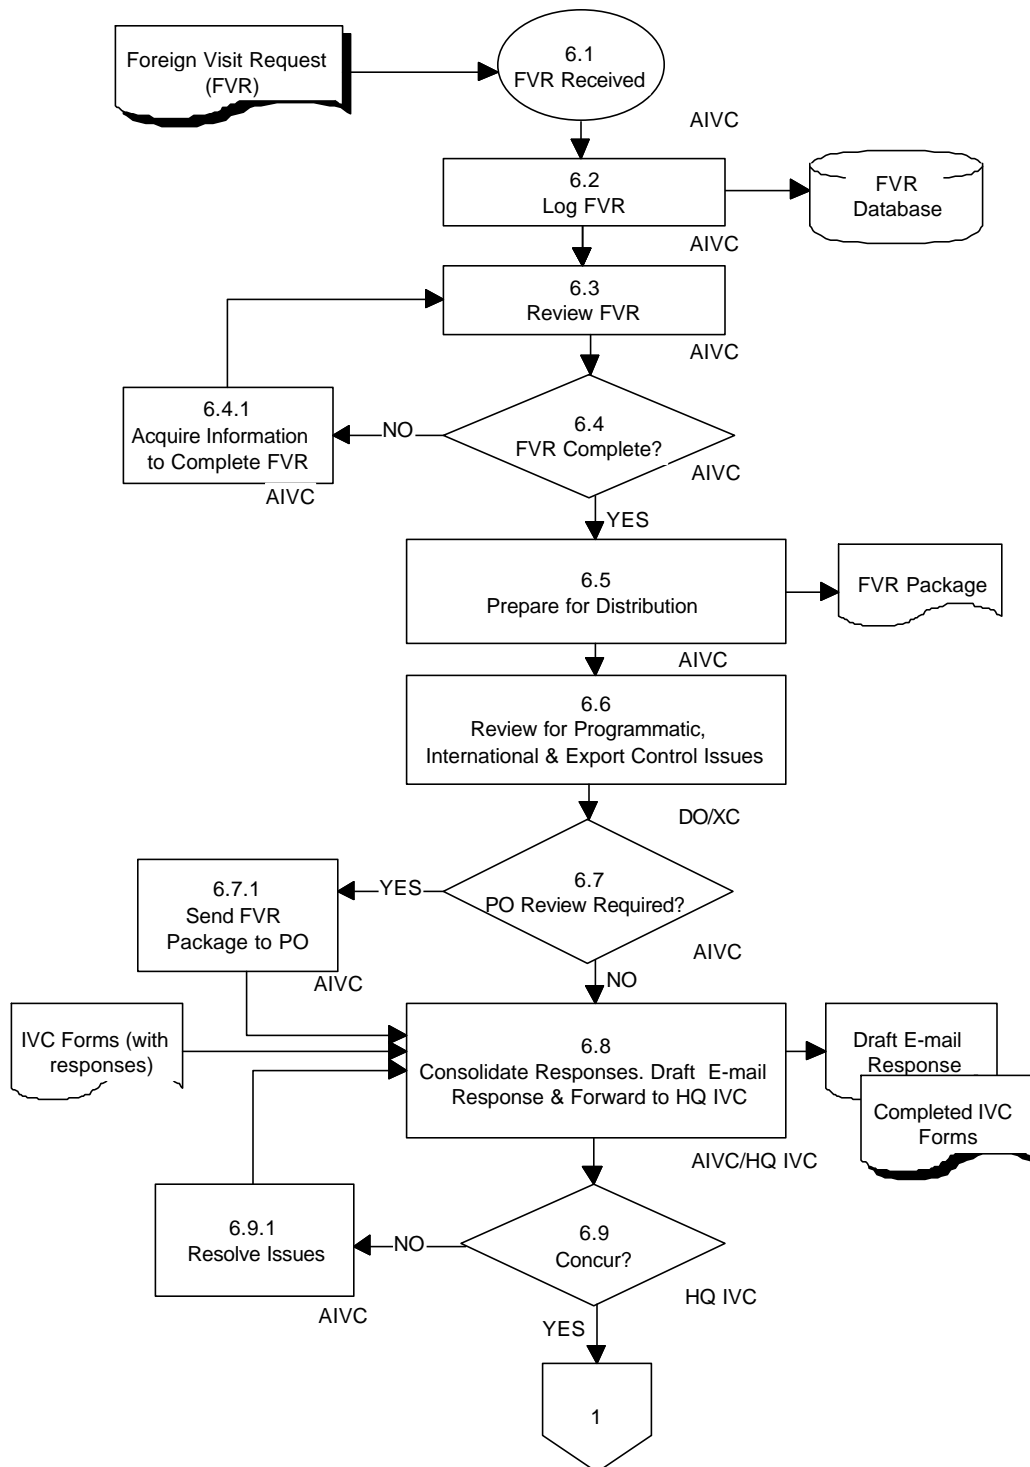 Foreign Visit Request
(FVR)
6.1
FVR Received
AIVC
6.2
Log FVR
FVR
Database
AIVC
6.3
Review FVR
AIVC
6.4.1
Acquire Information
to Complete FVR
AIVC
NO
6.4
FVR Complete?
AIVC
YES
6.5
Prepare for Distribution
FVR Package
AIVC
6.6
Review for Programmatic,
International & Export Control Issues
DO/XC
6.7.1
Send FVR
Package to PO
AIVC
YES
6.7
PO Review Required?
AIVC
NO
IVC Forms (with
responses)
6.8
Consolidate Responses. Draft E-mail
Response & Forward to HQ IVC
Draft E-mail
Response
Completed IVC
Forms
AIVC/HQ IVC
6.9.1
Resolve Issues
AIVC
NO
6.9
Concur?
HQ IVC
YES
1